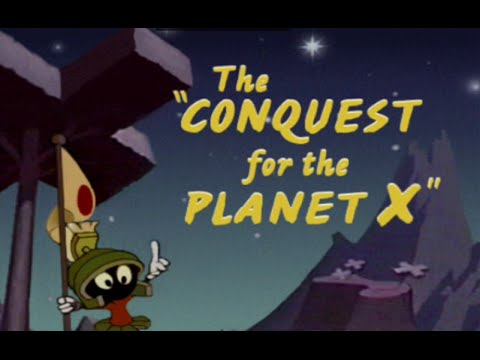 The
"CONQUEST
for the
PLANET X"